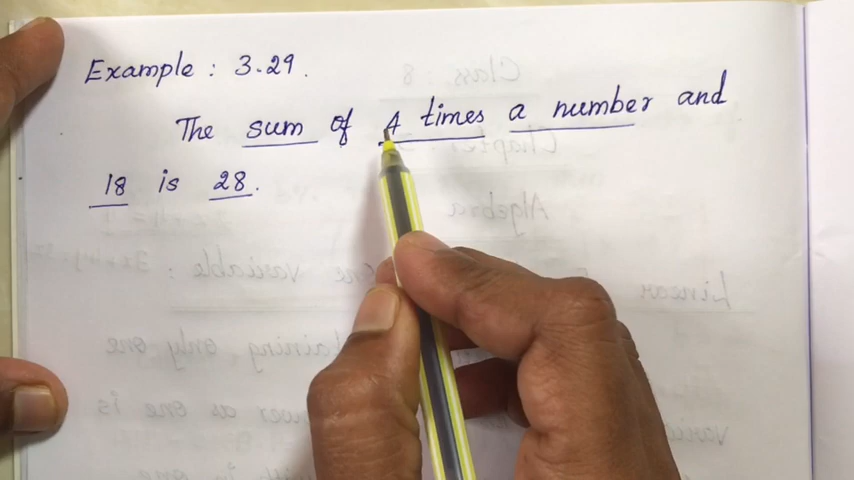 Example : 3.29.
The sum of 4 times a number and
18 is 28.